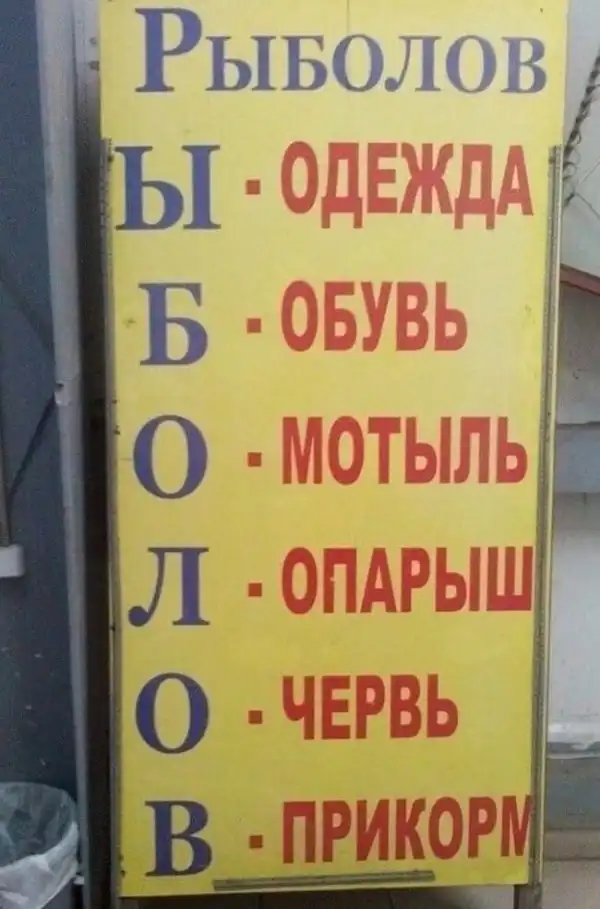 Рыболов
Ы - ОДЕЖДА
Б - ОБУВЬ
О - МОТЫЛЬ
Л - ОПАРЫШ
О - ЧЕРВЬ
В - ПРИКОРМ